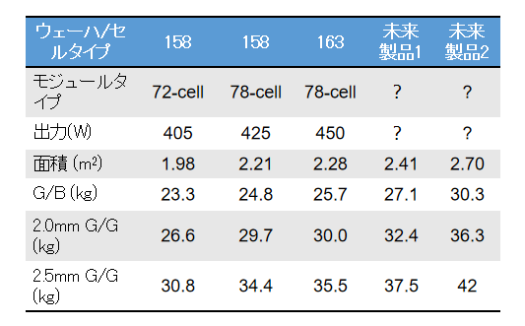 ウェーハ/セルタイプ 158 158 163 未来製品1 未来製品2
モジュールタイプ 72-cell 78-cell 78-cell ? ?
出力(W) 405 425 450 ? ?
面積 (m²) 1.98 2.21 2.28 2.41 2.70
G/B (kg) 23.3 24.8 25.7 27.1 30.3
2.0mm G/G (kg) 26.6 29.7 30.0 32.4 36.3
2.5mm G/G (kg) 30.8 34.4 35.5 37.5 42